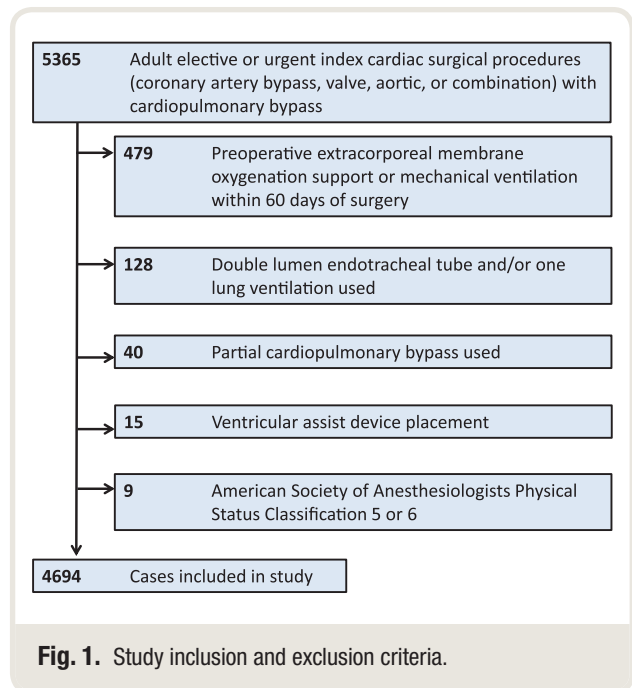 5365 Adult elective or urgent index cardiac surgical procedures
(coronary artery bypass, valve, aortic, or combination) with
cardiopulmonary bypass
479 Preoperative extracorporeal membrane
oxygenation support or mechanical ventilation
within 60 days of surgery
128 Double lumen endotracheal tube and/or one
lung ventilation used
40 Partial cardiopulmonary bypass used
15 Ventricular assist device placement
9 American Society of Anesthesiologists Physical
Status Classification 5 or 6
4694 Cases included in study
Fig. 1. Study inclusion and exclusion criteria.